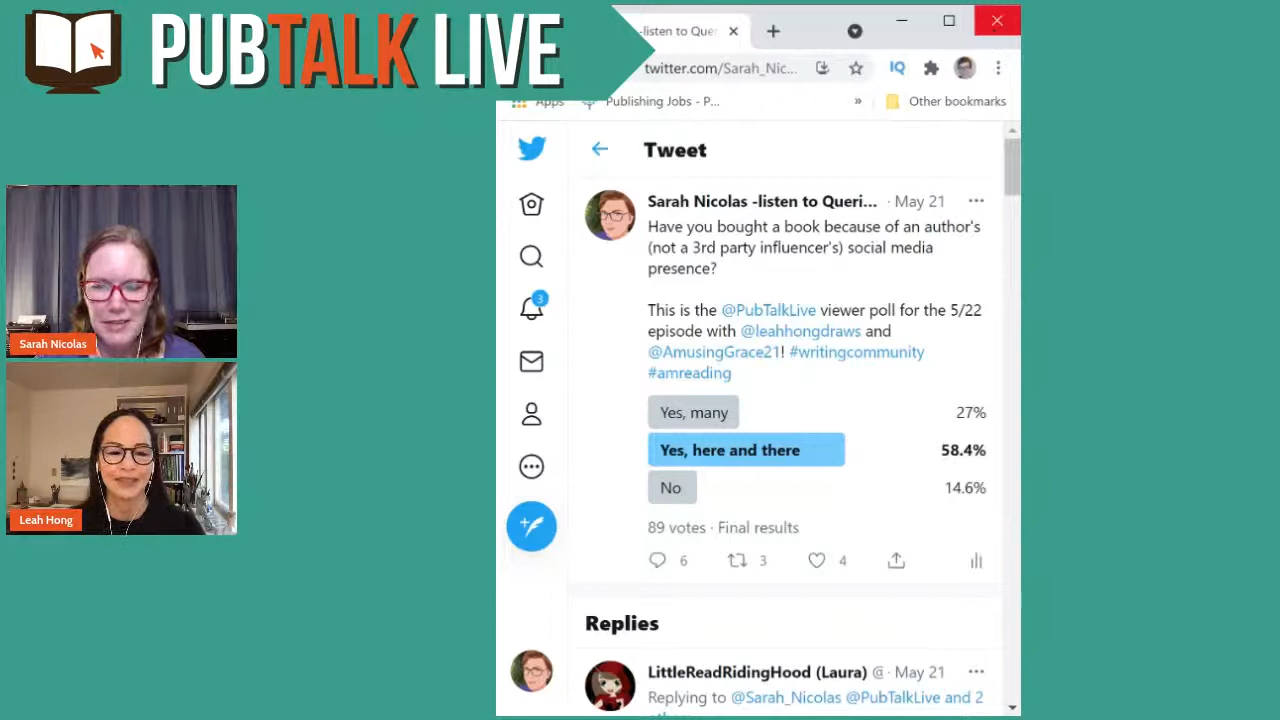 PUBTALK LIVE
-listen to Quer
twitter.com/Sarah_Nic...
IQ
Apps
Publishing Jobs - P...
»
Other bookmarks
Tweet
Sarah Nicolas -listen to Queri... · May 21
Have you bought a book because of an author's
(not a 3rd party influencer's) social media
presence?
This is the @PubTalkLive viewer poll for the 5/22
episode with @leahhongdraws and
@AmusingGrace21! #writingcommunity
#amreading
Yes, many 27%
Yes, here and there 58.4%
No 14.6%
89 votes · Final results
6 3 4
3
Replies
LittleReadRidingHood (Laura) @ · May 21
Replying to @Sarah_Nicolas @PubTalkLive and 2
Sarah Nicolas
Leah Hong